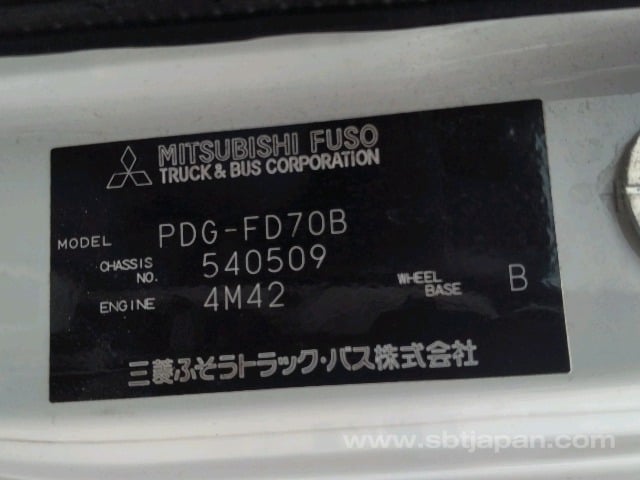 MITSUBISHI FUSO
TRUCK & BUS CORPORATION
MODEL PDG-FD70B
CHASSIS NO. 540509
ENGINE 4M42 WHEEL BASE B
三菱ふそうトラック・バス株式会社
www.sbtjapan.com